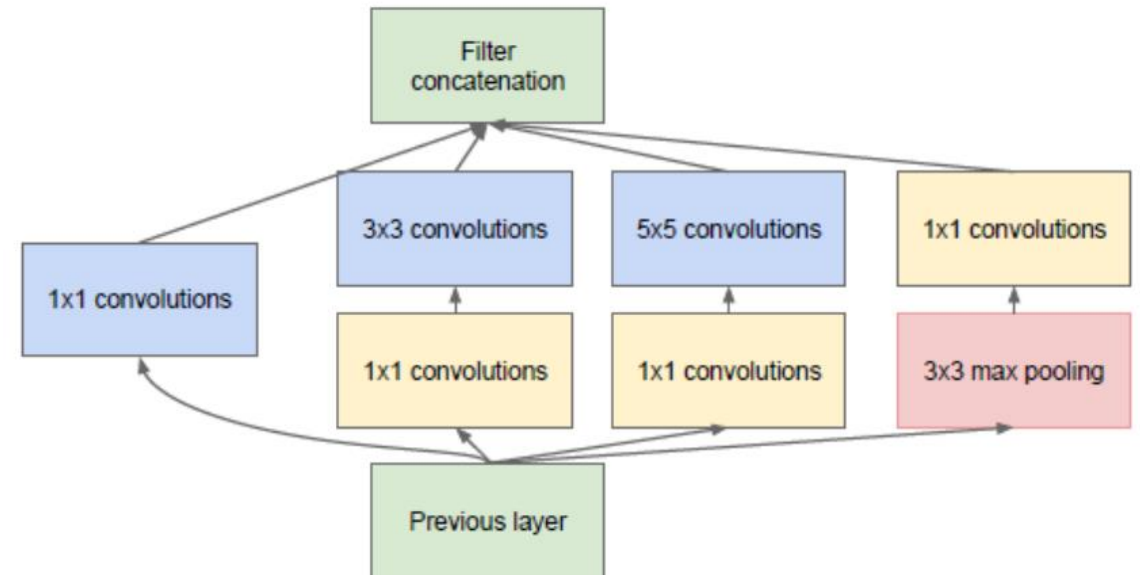 Filter
concatenation
3x3 convolutions
5x5 convolutions
1x1 convolutions
1x1 convolutions
1x1 convolutions
1x1 convolutions
3x3 max pooling
Previous layer